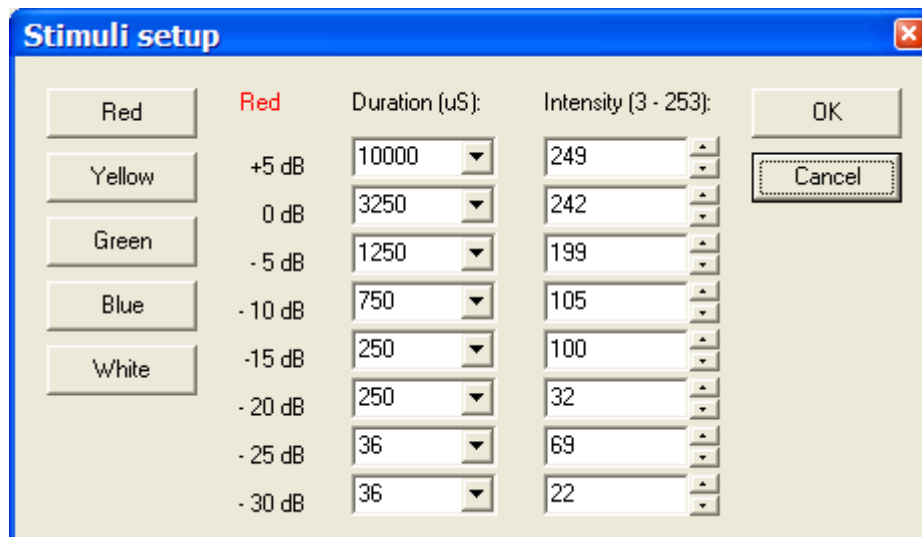 Stimuli setup
Red Red Duration (uS): Intensity (3 - 253): OK
Yellow +5 dB 10000 249 Cancel
0 dB 3250 242
Green - 5 dB 1250 199
Blue - 10 dB 750 105
White -15 dB 250 100
- 20 dB 250 32
- 25 dB 36 69
- 30 dB 36 22